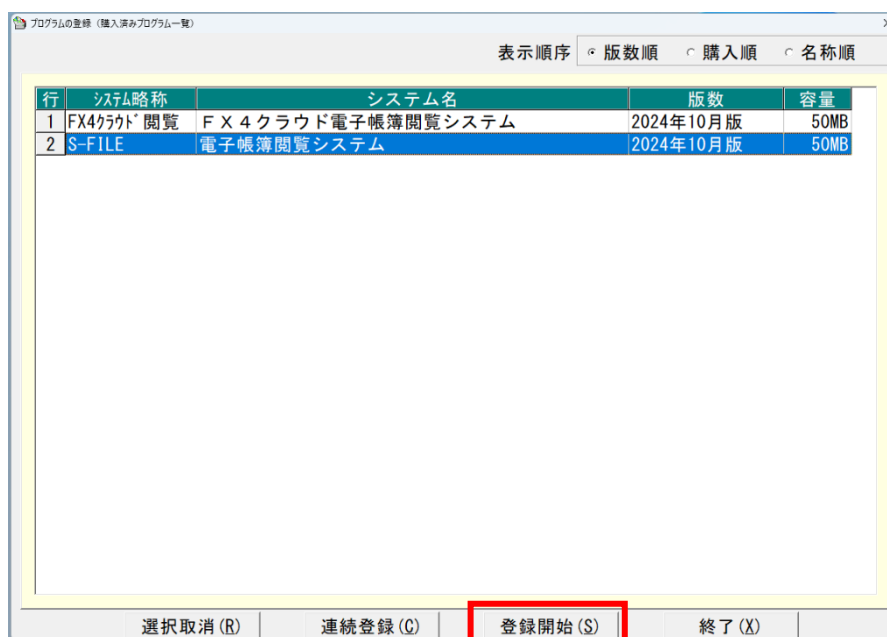 プログラムの登録（購入済みプログラム一覧）
表示順序 版数順 購入順 名称順
行 ｼｽﾃﾑ略称 システム名 版数 容量
1 FX4ｸﾗｳﾄﾞ閲覧 ＦＸ４クラウド電子帳簿閲覧システム 2024年10月版 50MB
2 S-FILE 電子帳簿閲覧システム 2024年10月版 50MB
選択取消(R) 連続登録(C) 登録開始(S) 終了(X)